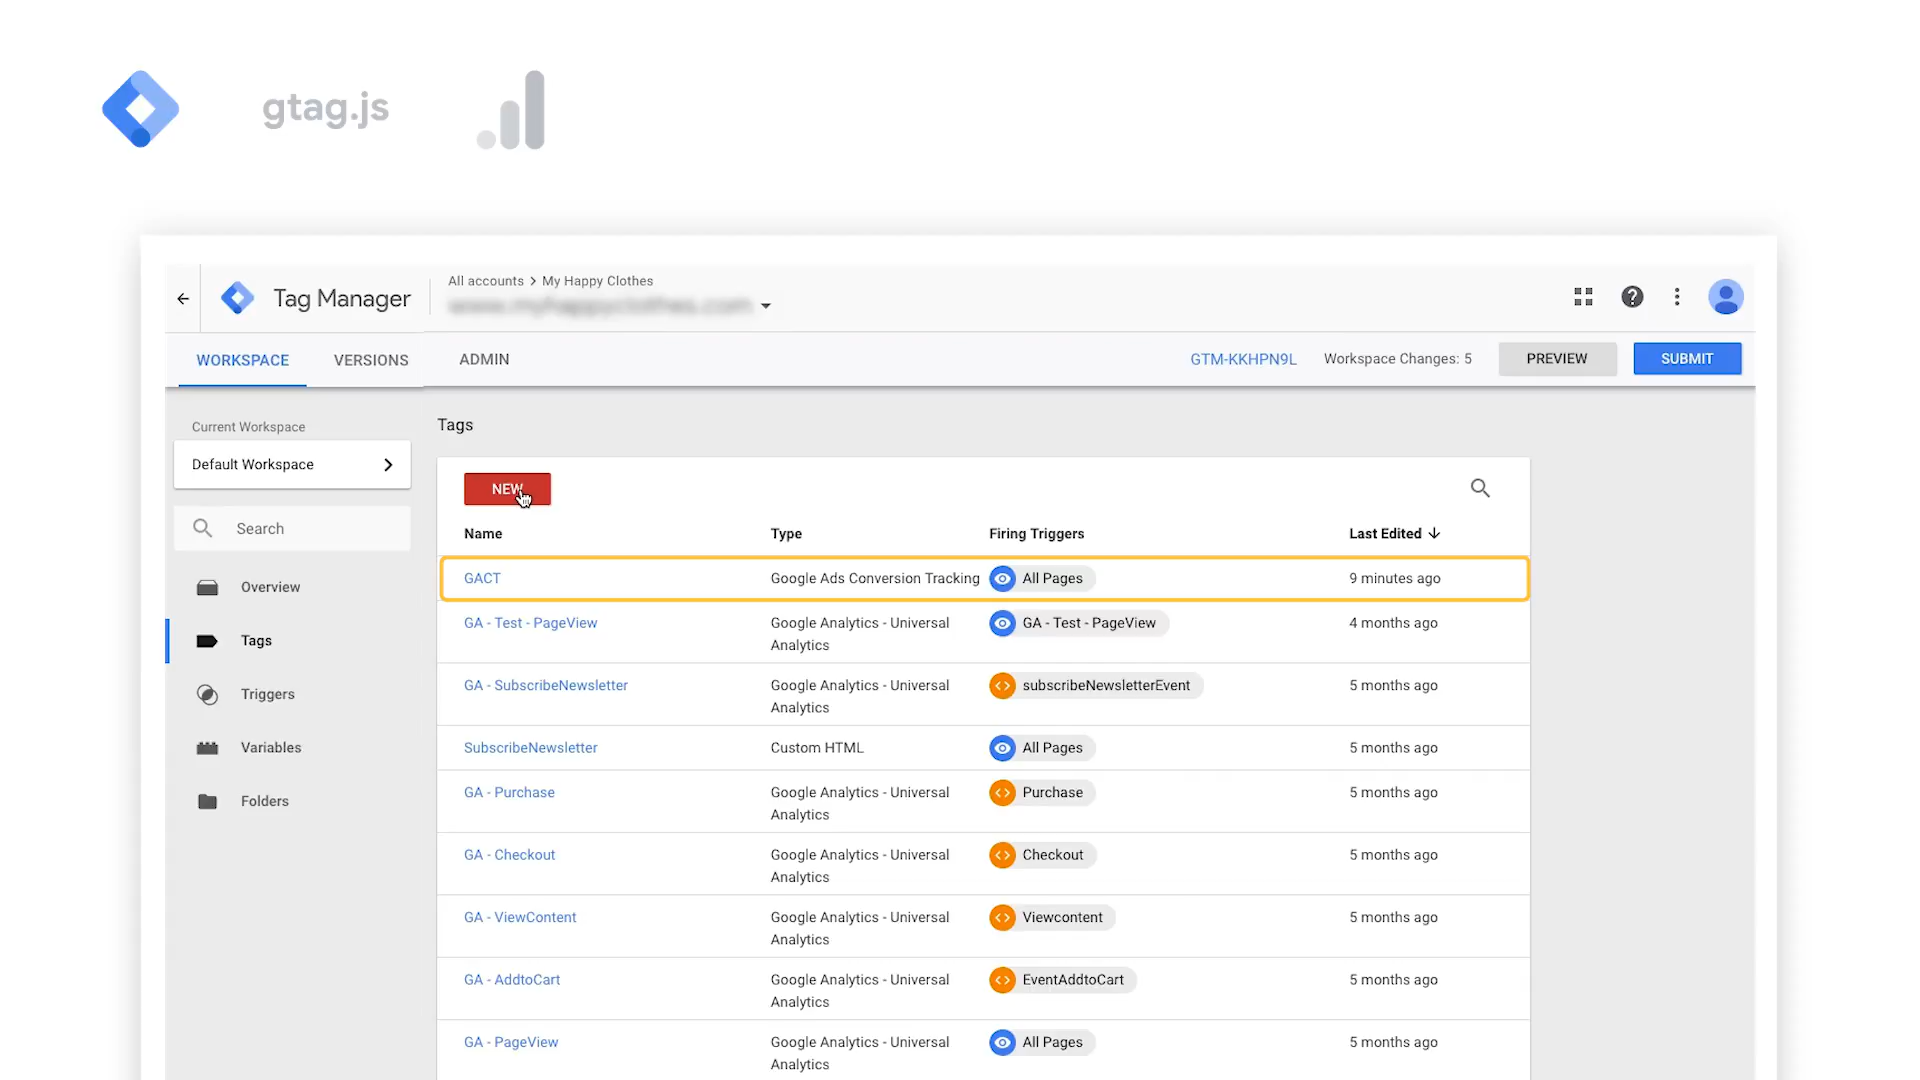 gtag.js
Tag Manager
All accounts > My Happy Clothes
www.myhappyclothes.com
WORKSPACE VERSIONS ADMIN GTM-KKHPN9L Workspace Changes: 5 PREVIEW SUBMIT
Current Workspace
Default Workspace
Search
Overview
Tags
Triggers
Variables
Folders
Tags
NEW
Name Type Firing Triggers Last Edited
GACT Google Ads Conversion Tracking All Pages 9 minutes ago
GA - Test - PageView Google Analytics - Universal GA - Test - PageView 4 months ago
Analytics
GA - SubscribeNewsletter Google Analytics - Universal subscribeNewsletterEvent 5 months ago
Analytics
SubscribeNewsletter Custom HTML All Pages 5 months ago
GA - Purchase Google Analytics - Universal Purchase 5 months ago
Analytics
GA - Checkout Google Analytics - Universal Checkout 5 months ago
Analytics
GA - ViewContent Google Analytics - Universal Viewcontent 5 months ago
Analytics
GA - AddtoCart Google Analytics - Universal EventAddtoCart 5 months ago
Analytics
GA - PageView Google Analytics - Universal All Pages 5 months ago
Analytics